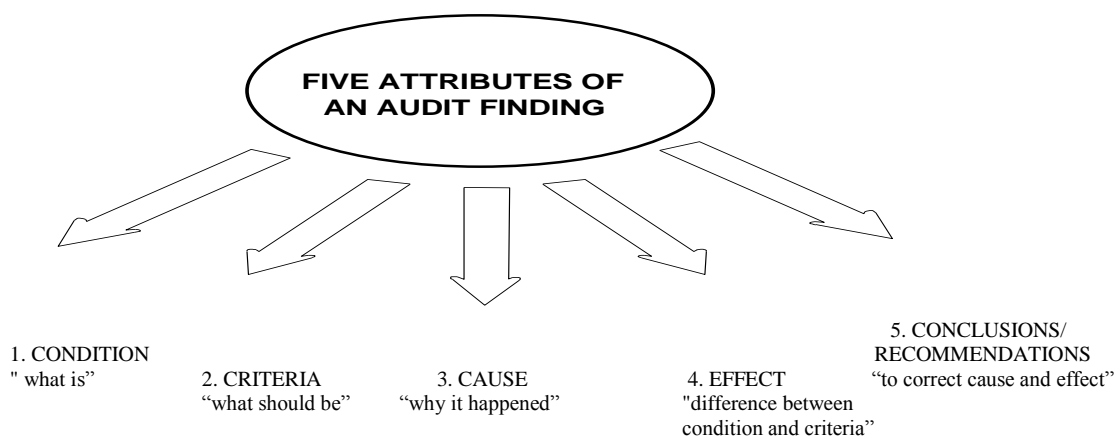 FIVE ATTRIBUTES OF
AN AUDIT FINDING
1. CONDITION
" what is”
2. CRITERIA
“what should be”
3. CAUSE
“why it happened”
4. EFFECT
"difference between
condition and criteria”
5. CONCLUSIONS/
RECOMMENDATIONS
“to correct cause and effect”